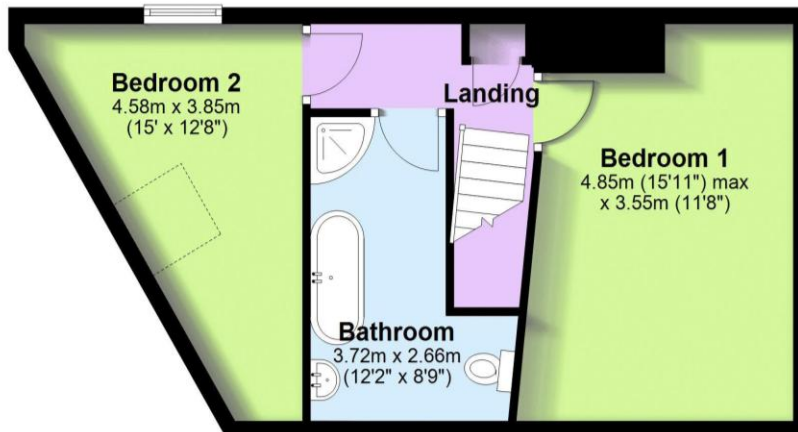 Bedroom 2
4.58m x 3.85m
(15' x 12'8")
Landing
Bedroom 1
4.85m (15'11") max
x 3.55m (11'8")
Bathroom
3.72m x 2.66m
(12'2" x 8'9")